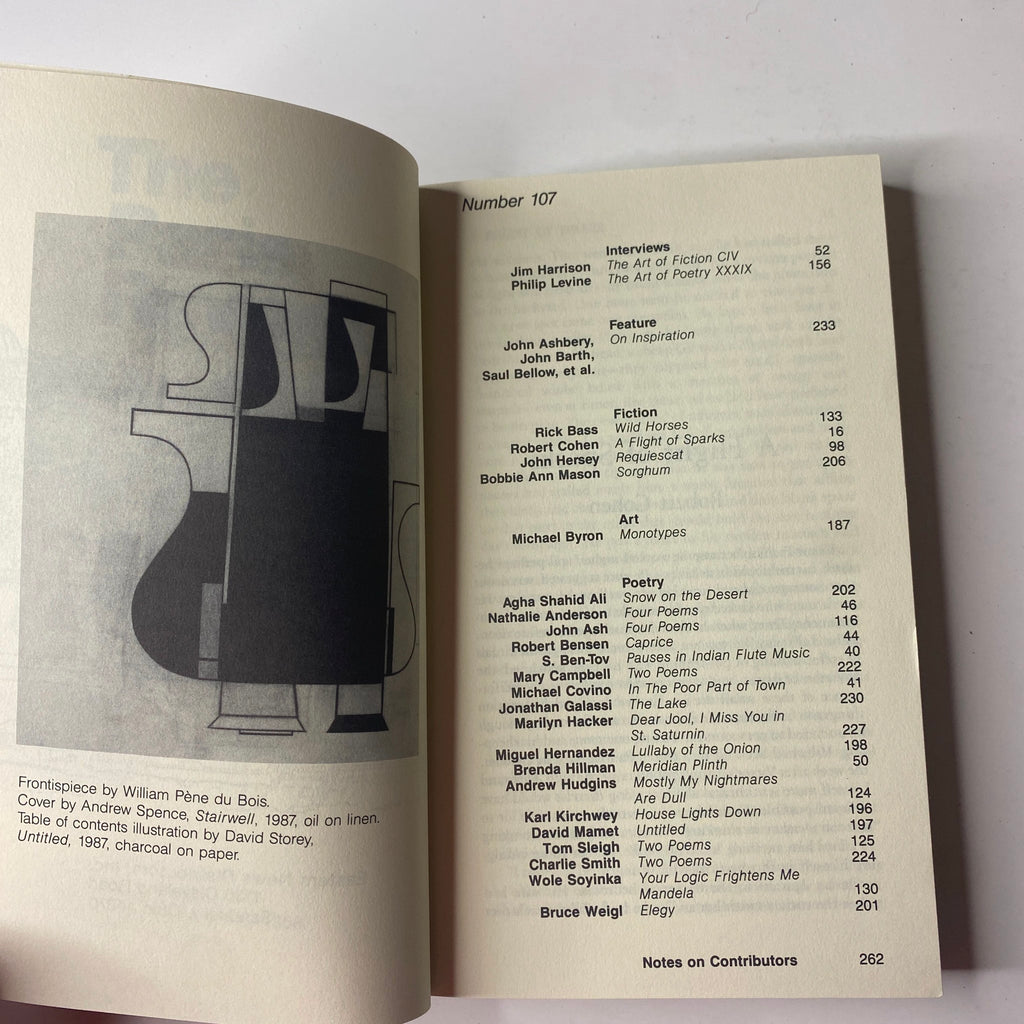 The
Frontispiece by William Pène du Bois.
Cover by Andrew Spence, Stairwell, 1987, oil on linen.
Table of contents illustration by David Storey,
Untitled, 1987, charcoal on paper.
Number 107
Interviews
Jim Harrison The Art of Fiction CIV 52
Philip Levine The Art of Poetry XXXIX 156
Feature
John Ashbery, On Inspiration 233
John Barth,
Saul Bellow, et al.
Fiction
Rick Bass Wild Horses 133
Robert Cohen A Flight of Sparks 16
John Hersey Requiescat 98
Bobbie Ann Mason Sorghum 206
Art
Michael Byron Monotypes 187
Poetry
Agha Shahid Ali Snow on the Desert 202
Nathalie Anderson Four Poems 46
John Ash Four Poems 116
Robert Bensen Caprice 44
S. Ben-Tov Pauses in Indian Flute Music 40
Mary Campbell Two Poems 222
Michael Covino In The Poor Part of Town 41
Jonathan Galassi The Lake 230
Marilyn Hacker Dear Jool, I Miss You in
St. Saturnin 227
Miguel Hernandez Lullaby of the Onion 198
Brenda Hillman Meridian Plinth 50
Andrew Hudgins Mostly My Nightmares
Are Dull 124
Karl Kirchwey House Lights Down 196
David Mamet Untitled 197
Tom Sleigh Two Poems 125
Charlie Smith Two Poems 224
Wole Soyinka Your Logic Frightens Me
Mandela 130
Bruce Weigl Elegy 201
Notes on Contributors 262